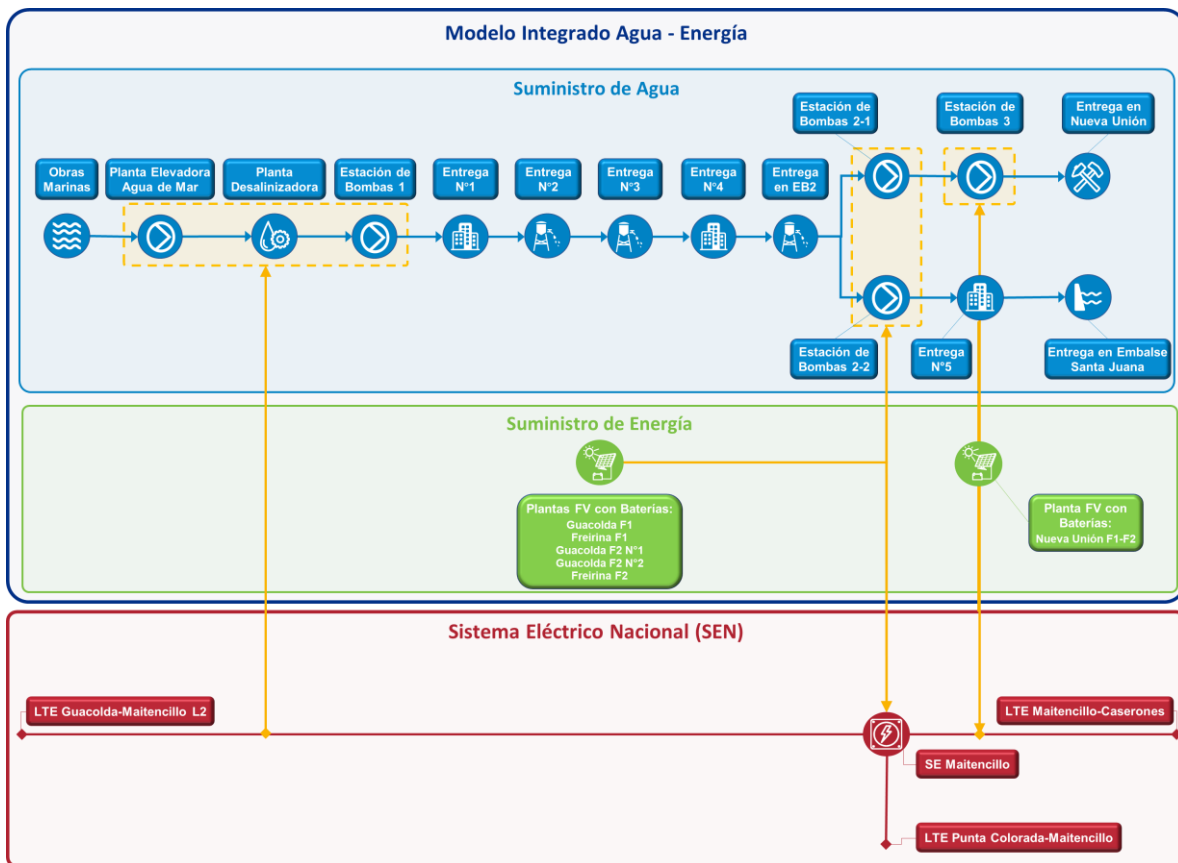 Modelo Integrado Agua - Energía
Suministro de Agua
Estación de
Bombas 2-1
Estación de
Bombas 3
Entrega en
Nueva Unión
Obras
Marinas
Planta Elevadora
Agua de Mar
Planta
Desalinizadora
Estación de
Bombas 1
Entrega
N°1
Entrega
N°2
Entrega
N°3
Entrega
N°4
Entrega
en EB2
Estación de
Bombas 2-2
Entrega
N°5
Entrega en Embalse
Santa Juana
Suministro de Energía
Plantas FV con Baterías:
Guacolda F1
Freirina F1
Guacolda F2 N°1
Guacolda F2 N°2
Freirina F2
Planta FV con
Baterías:
Nueva Unión F1-F2
Sistema Eléctrico Nacional (SEN)
LTE Guacolda-Maitencillo L2
LTE Maitencillo-Caserones
SE Maitencillo
LTE Punta Colorada-Maitencillo